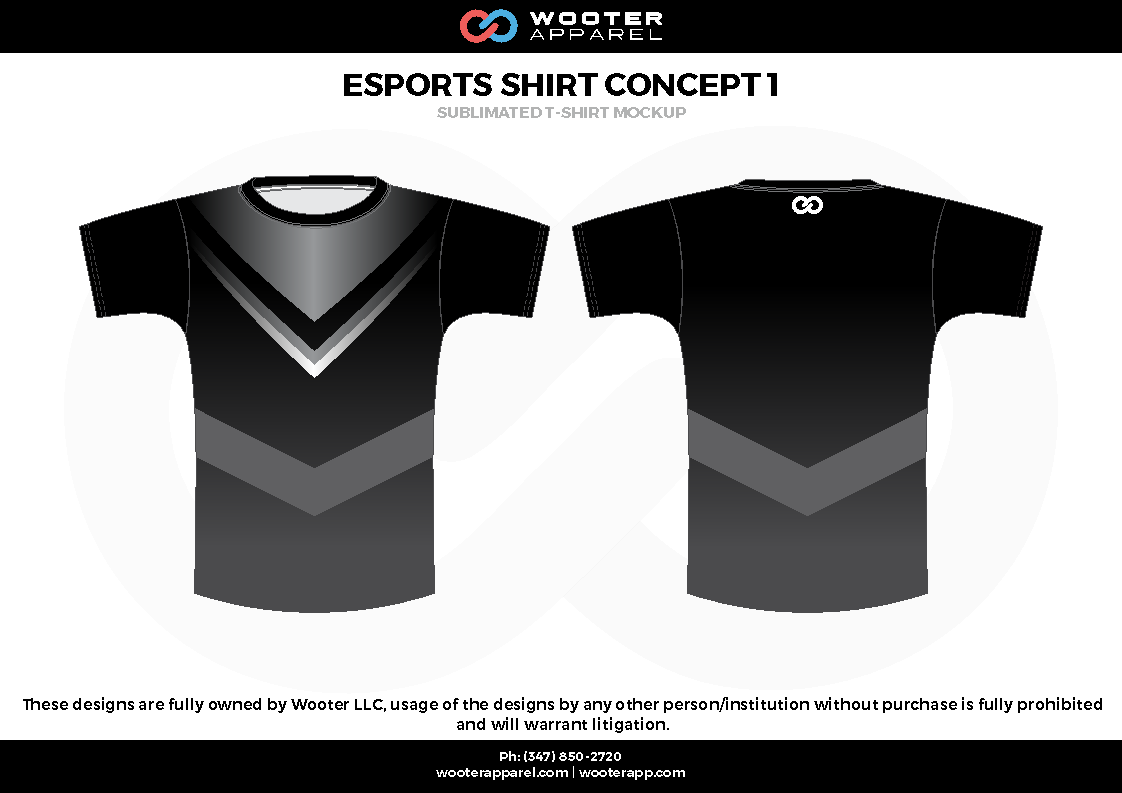 WOOTER
APPAREL
ESPORTS SHIRT CONCEPT 1
SUBLIMATED T-SHIRT MOCKUP
These designs are fully owned by Wooter LLC, usage of the designs by any other person/institution without purchase is fully prohibited
and will warrant litigation.
Ph: (347) 850-2720
wooterapparel.com | wooterapp.com